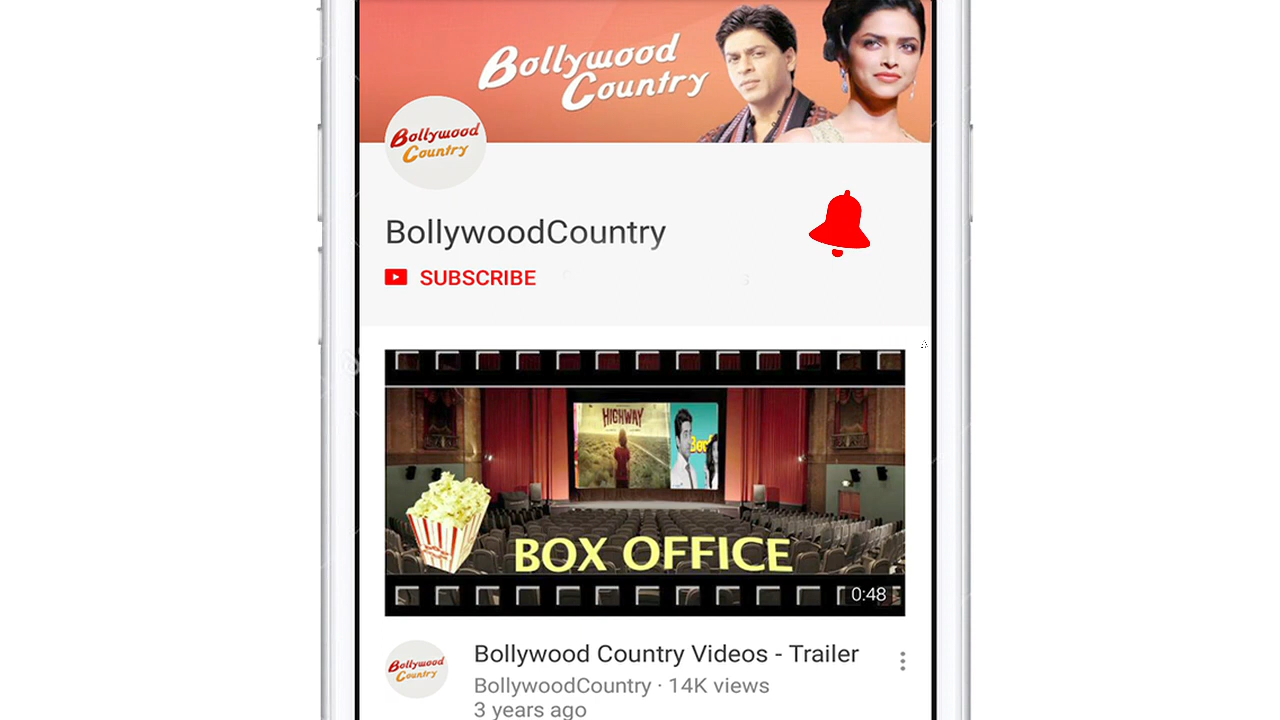 Bollywood
Country
Bollywood
Country
BollywoodCountry
SUBSCRIBE
HIGHWAY
BOX OFFICE
0:48
Bollywood
Country
Bollywood Country Videos - Trailer
BollywoodCountry · 14K views
3 years ago